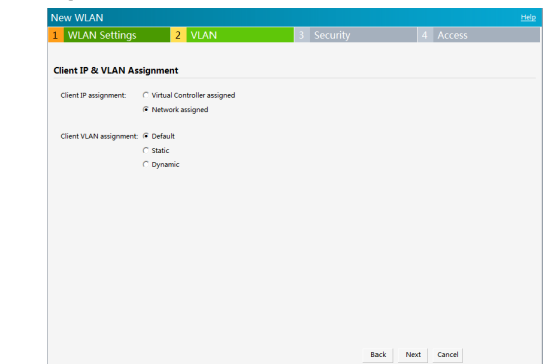 New WLAN Help
1 WLAN Settings 2 VLAN 3 Security 4 Access
Client IP & VLAN Assignment
Client IP assignment: Virtual Controller assigned
Network assigned
Client VLAN assignment: Default
Static
Dynamic
Back Next Cancel